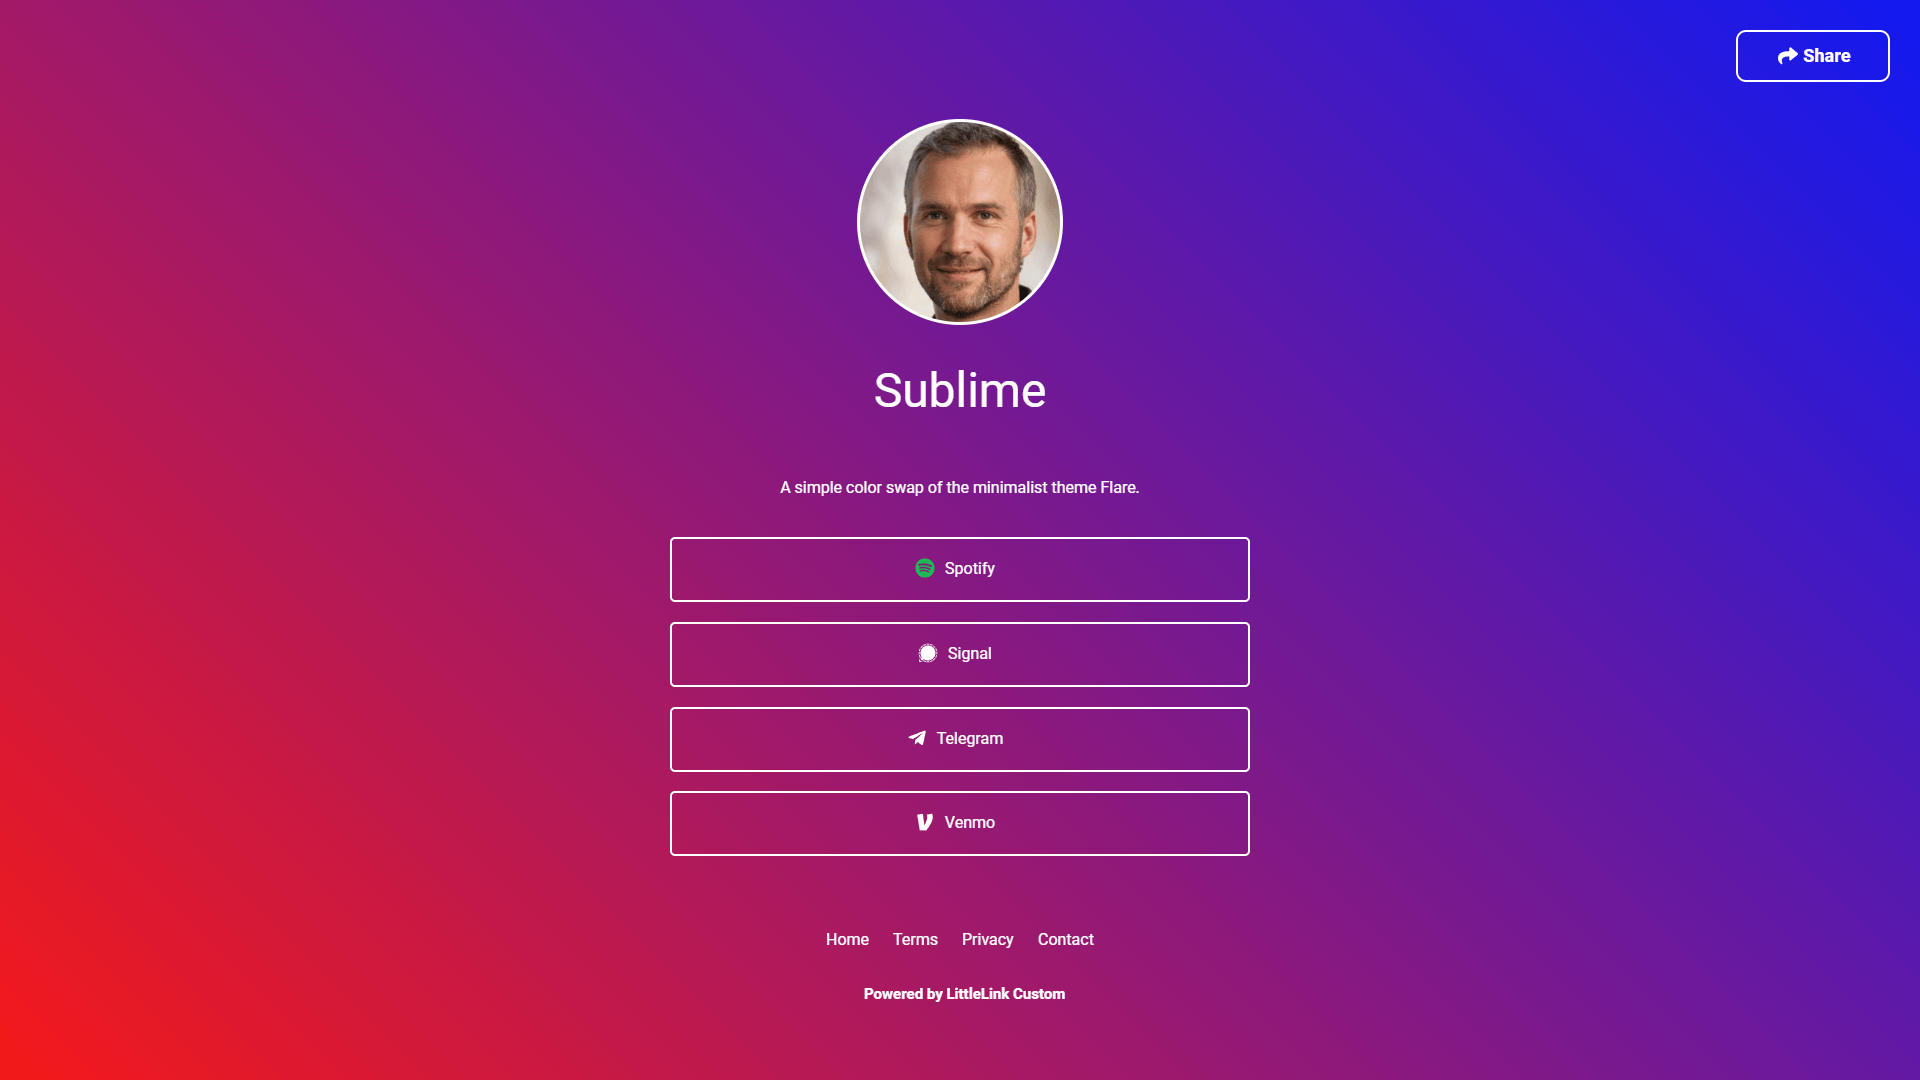 Share
Sublime
A simple color swap of the minimalist theme Flare.
Spotify
Signal
Telegram
Venmo
Home Terms Privacy Contact
Powered by LittleLink Custom